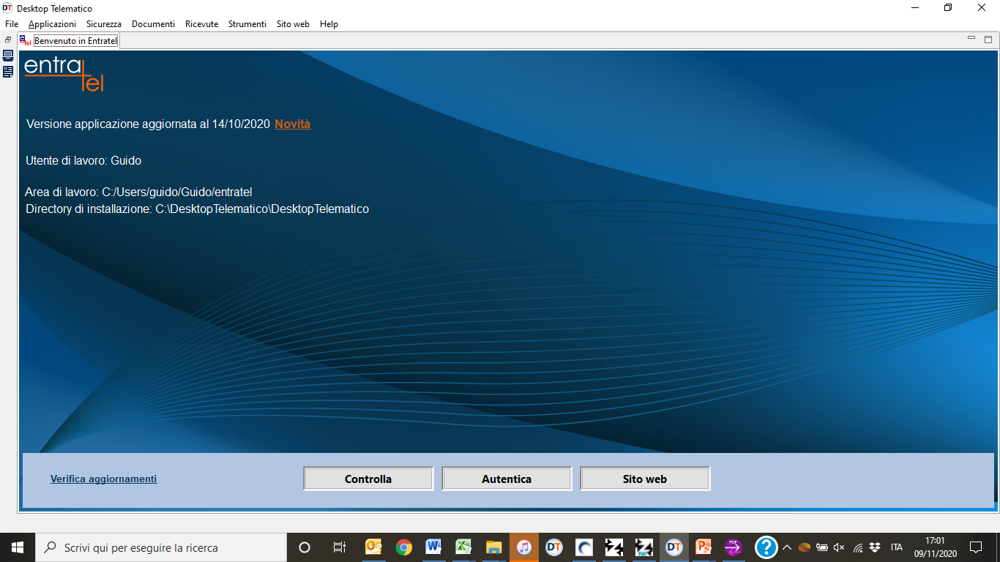 Desktop Telematico
File Applicazioni Sicurezza Documenti Ricevute Strumenti Sito web Help
Benvenuto in Entratel
entra
tel
Versione applicazione aggiornata al 14/10/2020 Novità
Utente di lavoro: Guido
Area di lavoro: C:/Users/guido/Guido/entratel
Directory di installazione: C:\DesktopTelematico\DesktopTelematico
Verifica aggiornamenti Controlla Autentica Sito web
Scrivi qui per eseguire la ricerca ITA 17:01
09/11/2020